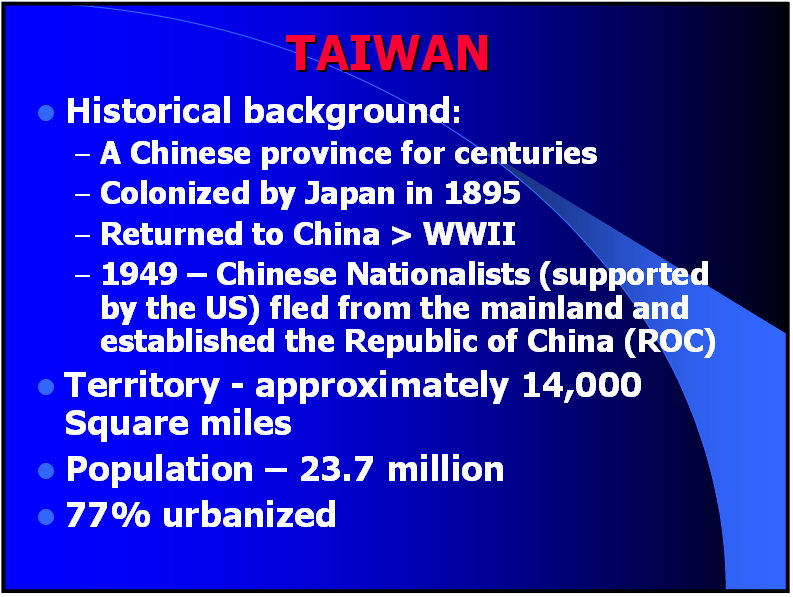 TAIWAN
Historical background:
– A Chinese province for centuries
– Colonized by Japan in 1895
– Returned to China > WWII
– 1949 – Chinese Nationalists (supported
by the US) fled from the mainland and
established the Republic of China (ROC)
Territory - approximately 14,000
Square miles
Population – 23.7 million
77% urbanized